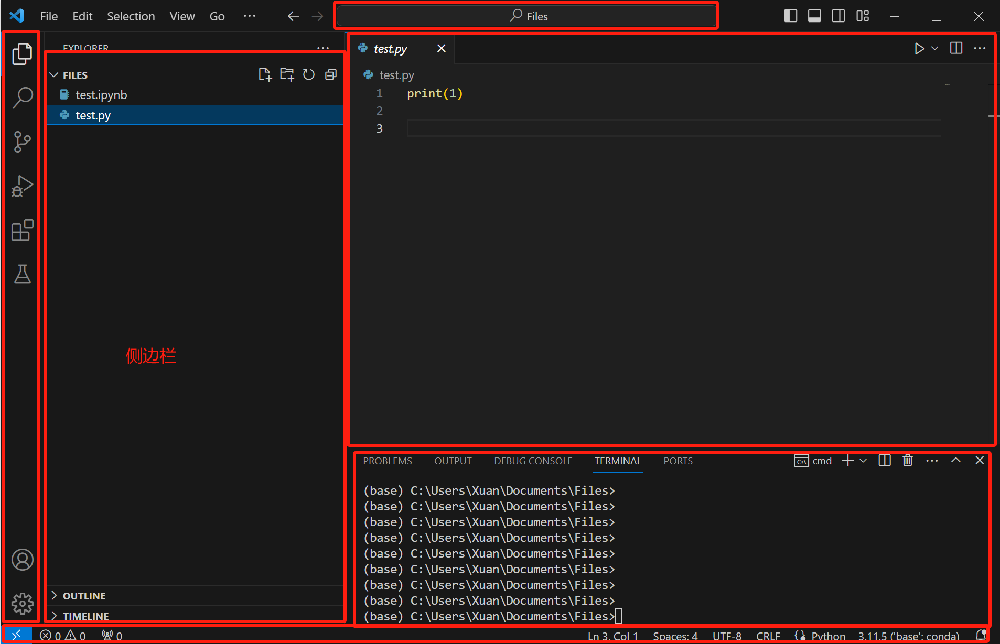 File Edit Selection View Go
Files
EXPLORER
FILES
test.ipynb
test.py
侧边栏
OUTLINE
TIMELINE
test.py
test.py
1 print(1)
2
3
PROBLEMS OUTPUT DEBUG CONSOLE TERMINAL PORTS cmd
(base) C:\Users\Xuan\Documents\Files>
(base) C:\Users\Xuan\Documents\Files>
(base) C:\Users\Xuan\Documents\Files>
(base) C:\Users\Xuan\Documents\Files>
(base) C:\Users\Xuan\Documents\Files>
(base) C:\Users\Xuan\Documents\Files>
(base) C:\Users\Xuan\Documents\Files>
(base) C:\Users\Xuan\Documents\Files>
(base) C:\Users\Xuan\Documents\Files>
0 0 0 Ln 3, Col 1 Spaces: 4 UTF-8 CRLF Python 3.11.5 ('base': conda)